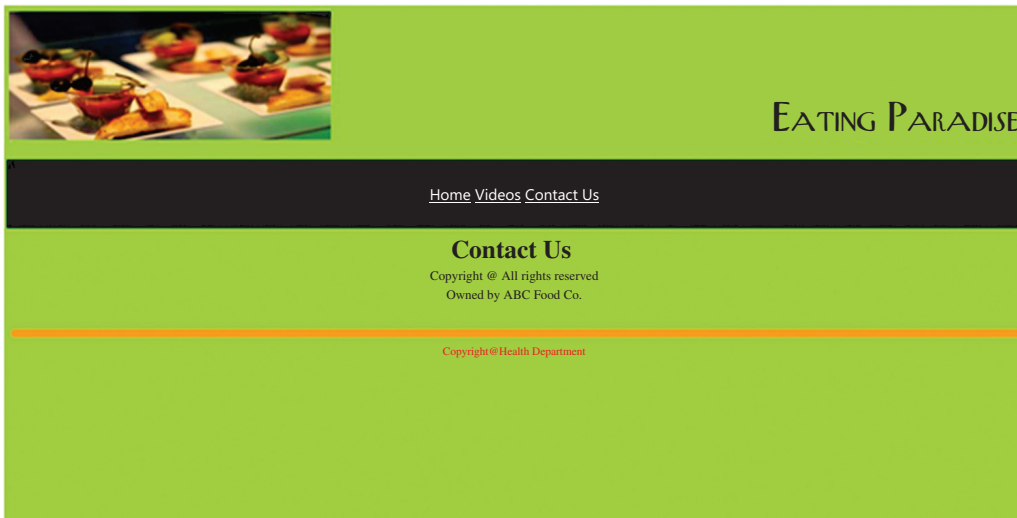 Eating Paradise
Home Videos Contact Us
Contact Us
Copyright @ All rights reserved
Owned by ABC Food Co.
Copyright@Health Department